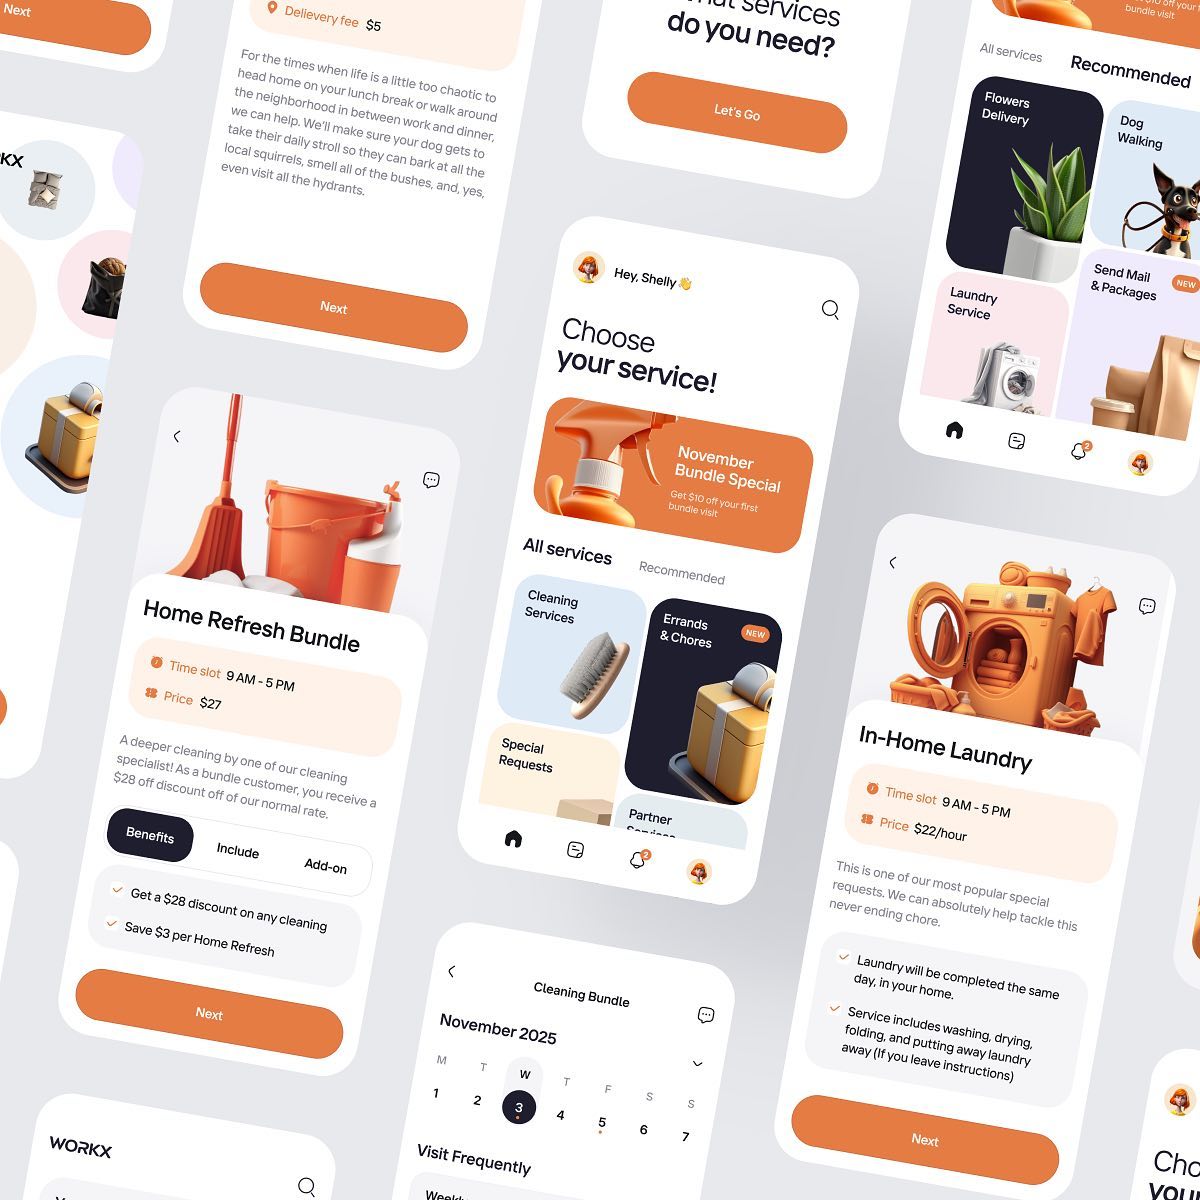 Next
Delievery fee $5
For the times when life is a little too chaotic to
head home on your lunch break or walk around
the neighborhood in between work and dinner,
we can help. We'll make sure your dog gets to
take their daily stroll so they can bark at all the
local squirrels, smell all of the bushes, and, yes,
even visit all the hydrants.
Next
services
do you need?
Let's Go
$10 off your first
bundle visit
All services
Recommended
Flowers
Delivery
Dog
Walking
Laundry
Service
Send Mail
& Packages
NEW
2
Hey, Shelly 👋
Choose
your service!
November
Bundle Special
Get $10 off your first
bundle visit
All services
Recommended
Cleaning
Services
Errands
& Chores
NEW
Special
Requests
Partner
Services
2
Home Refresh Bundle
Time slot 9 AM - 5 PM
Price $27
A deeper cleaning by one of our cleaning
specialist! As a bundle customer, you receive a
$28 off discount off of our normal rate.
Benefits
Include
Add-on
Get a $28 discount on any cleaning
Save $3 per Home Refresh
Next
In-Home Laundry
Time slot 9 AM - 5 PM
Price $22/hour
This is one of our most popular special
requests. We can absolutely help tackle this
never ending chore.
Laundry will be completed the same
day, in your home.
Service includes washing, drying,
folding, and putting away laundry
away (If you leave instructions)
Next
Cleaning Bundle
November 2025
M T W T F S S
1 2 3 4 5 6 7
Visit Frequently
WORKX